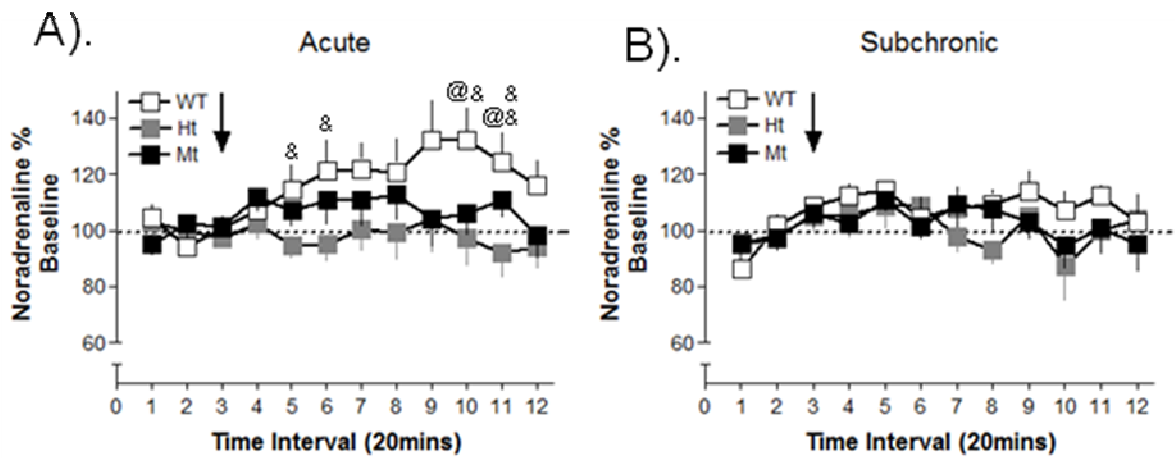 A).
Acute
WT
Ht
Mt
@& &
@&
& &
140
120
100
80
60
Noradrenaline %
Baseline
0 1 2 3 4 5 6 7 8 9 10 11 12
Time Interval (20mins)
B).
Subchronic
WT
Ht
Mt
140
120
100
80
60
Noradrenaline %
Baseline
0 1 2 3 4 5 6 7 8 9 10 11 12
Time Interval (20mins)